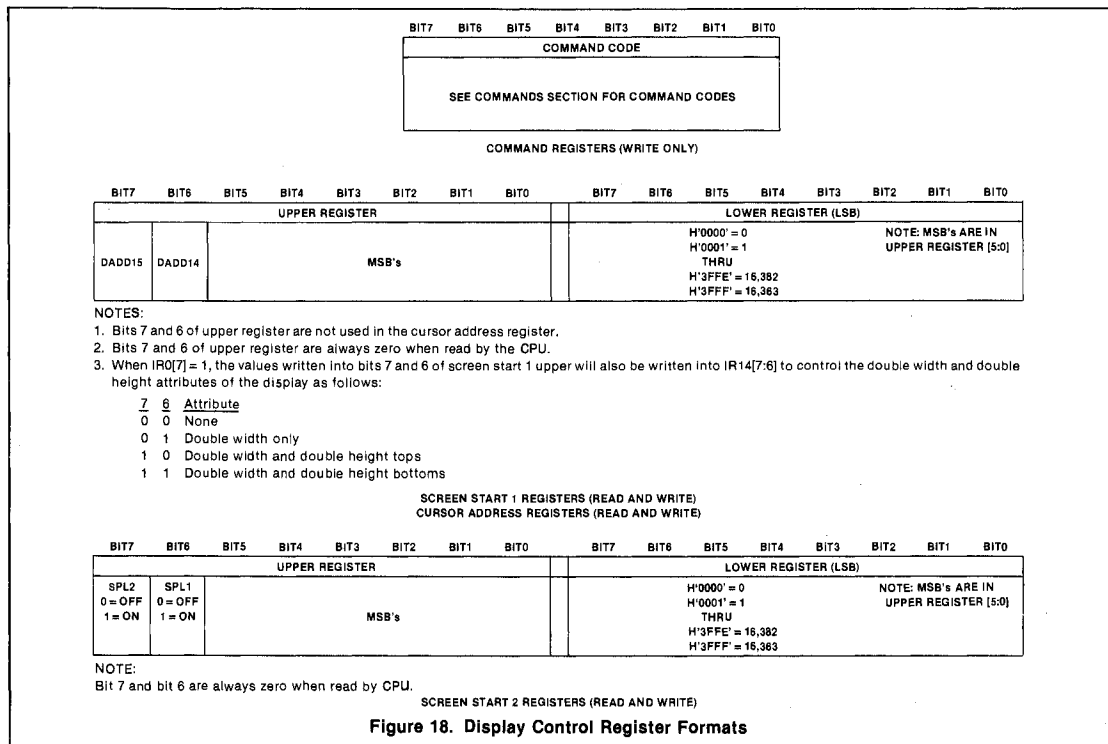 BIT7 BIT6 BIT5 BIT4 BIT3 BIT2 BIT1 BIT0
COMMAND CODE
SEE COMMANDS SECTION FOR COMMAND CODES
COMMAND REGISTERS (WRITE ONLY)
BIT7 BIT6 BIT5 BIT4 BIT3 BIT2 BIT1 BIT0 BIT7 BIT6 BIT5 BIT4 BIT3 BIT2 BIT1 BIT0
UPPER REGISTER LOWER REGISTER (LSB)
H'0000' = 0 NOTE: MSB's ARE IN
H'0001' = 1 UPPER REGISTER [5:0]
DADD15 DADD14 MSB's THRU
H'3FFE' = 16,382
H'3FFF' = 16,363
NOTES:
1. Bits 7 and 6 of upper register are not used in the cursor address register.
2. Bits 7 and 6 of upper register are always zero when read by the CPU.
3. When IR0[7] = 1, the values written into bits 7 and 6 of screen start 1 upper will also be written into IR14[7:6] to control the double width and double
height attributes of the display as follows:
7 6 Attribute
0 0 None
0 1 Double width only
1 0 Double width and double height tops
1 1 Double width and double height bottoms
SCREEN START 1 REGISTERS (READ AND WRITE)
CURSOR ADDRESS REGISTERS (READ AND WRITE)
BIT7 BIT6 BIT5 BIT4 BIT3 BIT2 BIT1 BIT0 BIT7 BIT6 BIT5 BIT4 BIT3 BIT2 BIT1 BIT0
UPPER REGISTER LOWER REGISTER (LSB)
SPL2 SPL1 H'0000' = 0 NOTE: MSB's ARE IN
0 = OFF 0 = OFF H'0001' = 1 UPPER REGISTER [5:0]
1 = ON 1 = ON MSB's THRU
H'3FFE' = 16,382
H'3FFF' = 16,363
NOTE:
Bit 7 and bit 6 are always zero when read by CPU.
SCREEN START 2 REGISTERS (READ AND WRITE)
Figure 18. Display Control Register Formats